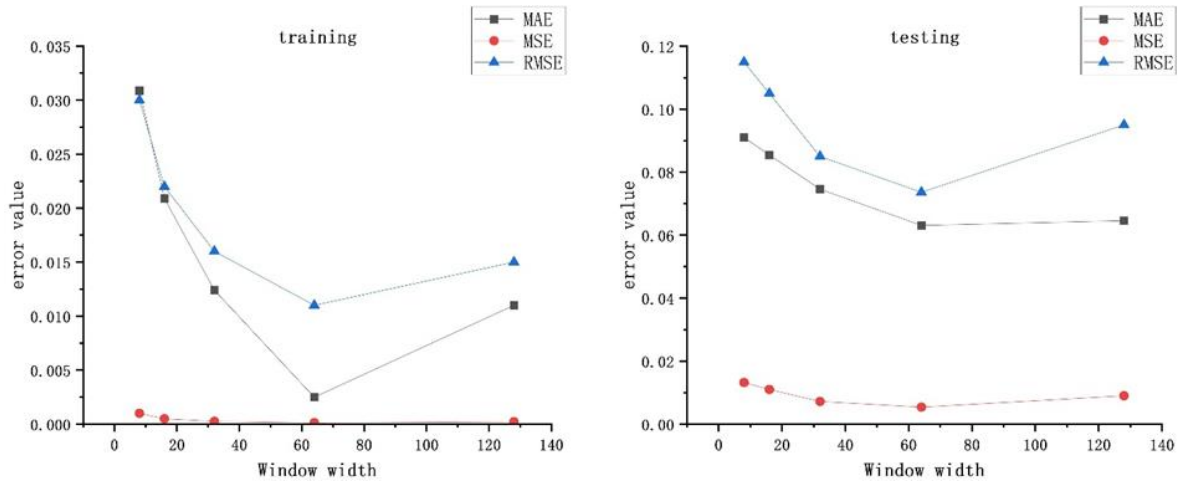 training
MAE
MSE
RMSE
0.035
0.030
0.025
0.020
0.015
0.010
0.005
0.000
error value
0 20 40 60 80 100 120 140
Window width
testing
MAE
MSE
RMSE
0.12
0.10
0.08
0.06
0.04
0.02
0.00
error value
0 20 40 60 80 100 120 140
Window width